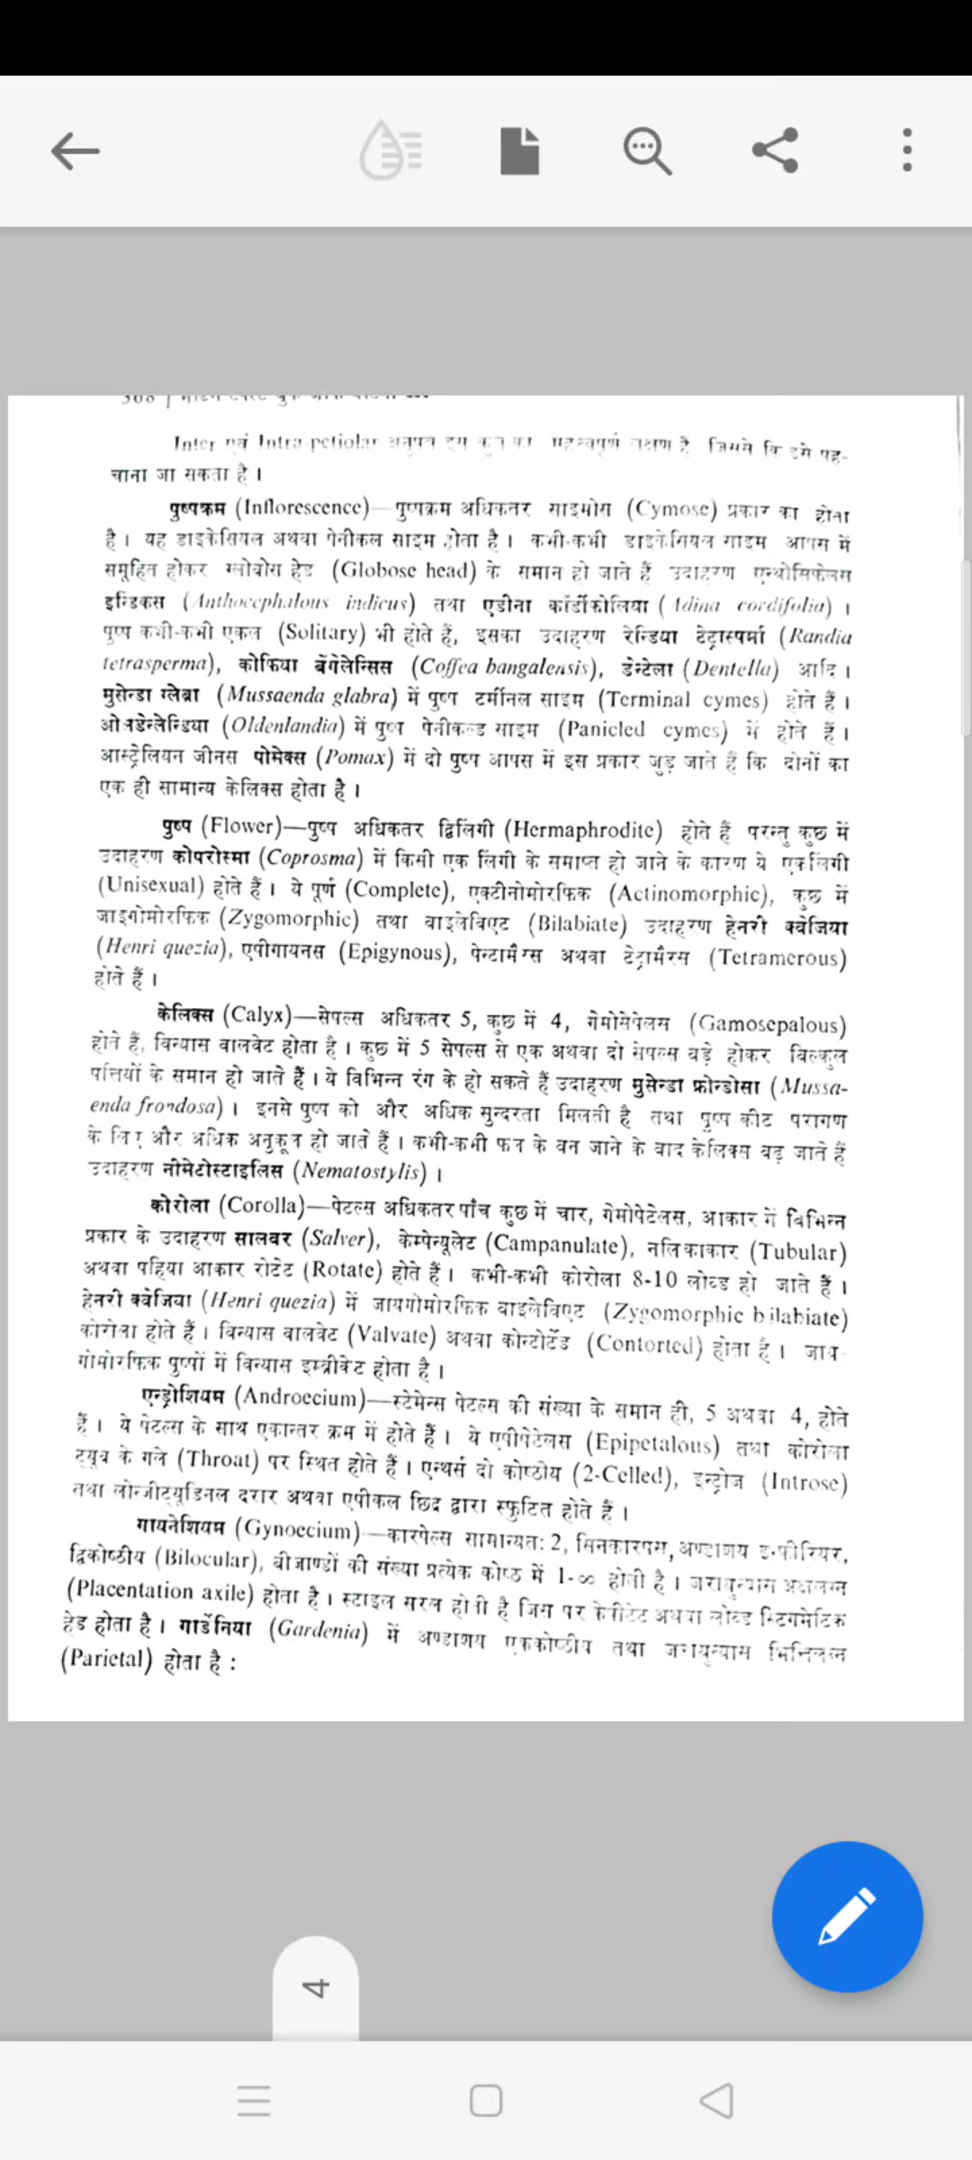 Inter एवं Intra-petiolar अनुपत्र इस कुल का महत्वपूर्ण लक्षण है जिससे कि इसे पह-
चाना जा सकता है ।
पुष्पक्रम (Inflorescence)—पुष्पक्रम अधिकतर साइमोस (Cymose) प्रकार का होता
है । यह डाइकेसियल अथवा पेनीकल साइम होता है । कभी-कभी डाइकेसियल साइम आपस में
समूहित होकर ग्लोबोस हेड (Globose head) के समान हो जाते हैं उदाहरण एन्थोसिफेलस
इन्डिकस (Anthocephalous indicus) तथा एडीना कॉर्डीफोलिया (Adina cordifolia) ।
पुष्प कभी-कभी एकल (Solitary) भी होते हैं, इसका उदाहरण रेन्डिया टेट्रास्पर्मा (Randia
tetrasperma), कोफिया बेंगेलेन्सिस (Coffea bangalensis), डेन्टेला (Dentella) आदि ।
मुसेन्डा ग्लेब्रा (Mussaenda glabra) में पुष्प टर्मीनल साइम (Terminal cymes) होते हैं ।
ओलडेन्लेन्डिया (Oldenlandia) में पुष्प पेनीकल्ड साइम (Panicled cymes) में होते हैं ।
आस्ट्रेलियन जीनस पोमेक्स (Pomax) में दो पुष्प आपस में इस प्रकार जुड़ जाते हैं कि दोनों का
एक ही सामान्य केलिक्स होता है ।
पुष्प (Flower)—पुष्प अधिकतर द्विलिंगी (Hermaphrodite) होते हैं परन्तु कुछ में
उदाहरण कोपरोस्मा (Coprosma) में किसी एक लिंगी के समाप्त हो जाने के कारण ये एकलिंगी
(Unisexual) होते हैं । ये पूर्ण (Complete), एक्टीनोमोरफिक (Actinomorphic), कुछ में
जाइगोमोरफिक (Zygomorphic) तथा बाइलेबिएट (Bilabiate) उदाहरण हेनरी क्वेजिया
(Henri quezia), एपीगायनस (Epigynous), पेन्टामैरस अथवा टेट्रामैरस (Tetramerous)
होते हैं ।
केलिक्स (Calyx)—सेपल्स अधिकतर 5, कुछ में 4, गेमोसेपेलस (Gamosepalous)
होते हैं, विन्यास वालवेट होता है । कुछ में 5 सेपल्स से एक अथवा दो सेपल्स बड़े होकर बिल्कुल
पत्तियों के समान हो जाते हैं । ये विभिन्न रंग के हो सकते हैं उदाहरण मुसेन्डा फ्रोन्डोसा (Mussa-
enda frondosa) । इनसे पुष्प को और अधिक सुन्दरता मिलती है तथा पुष्प कीट परागण
के लिए और अधिक अनुकूल हो जाते हैं । कभी-कभी फल के बन जाने के बाद केलिक्स बढ़ जाते हैं
उदाहरण नीमेटोस्टाइलिस (Nematostylis) ।
कोरोला (Corolla)—पेटल्स अधिकतर पाँच कुछ में चार, गेमोपेटेलस, आकार में विभिन्न
प्रकार के उदाहरण सालवर (Salver), केम्पेन्यूलेट (Campanulate), नलिकाकार (Tubular)
अथवा पहिया आकार रोटेट (Rotate) होते हैं । कभी-कभी कोरोला 8-10 लोब्ड हो जाते हैं ।
हेनरी क्वेजिया (Henri quezia) में जायगोमोरफिक बाइलेबिएट (Zygomorphic bilabiate)
कोरोला होते हैं । विन्यास वालवेट (Valvate) अथवा कोन्टोर्टेड (Contorted) होता है । जाय-
गोमोरफिक पुष्पों में विन्यास इम्ब्रीकेट होता है ।
एन्ड्रोशियम (Androecium)—स्टेमेन्स पेटल्स की संख्या के समान ही, 5 अथवा 4, होते
हैं । ये पेटल्स के साथ एकान्तर क्रम में होते हैं । ये एपीपेटेलस (Epipetalous) तथा कोरोला
ट्यूब के गले (Throat) पर स्थित होते हैं । एन्थर्स दो कोष्ठीय (2-Celled), इन्ट्रोज (Introse)
तथा लोन्जीट्यूडिनल दरार अथवा एपीकल छिद्र द्वारा स्फुटित होते हैं ।
गायनेशियम (Gynoecium)—कारपेल्स सामान्यत: 2, सिनकारपस, अण्डाशय इन्फीरियर,
द्विकोष्ठीय (Bilocular), बीजाण्डों की संख्या प्रत्येक कोष्ठ में 1-∞ होती है । जरायुन्यास अक्षलग्न
(Placentation axile) होता है । स्टाइल सरल होती है जिस पर केपीटेट अथवा लोब्ड स्टिगमेटिक
हेड होता है । गार्डेनिया (Gardenia) में अण्डाशय एककोष्ठीय तथा जरायुन्यास भित्तिलग्न
(Parietal) होता है :
4